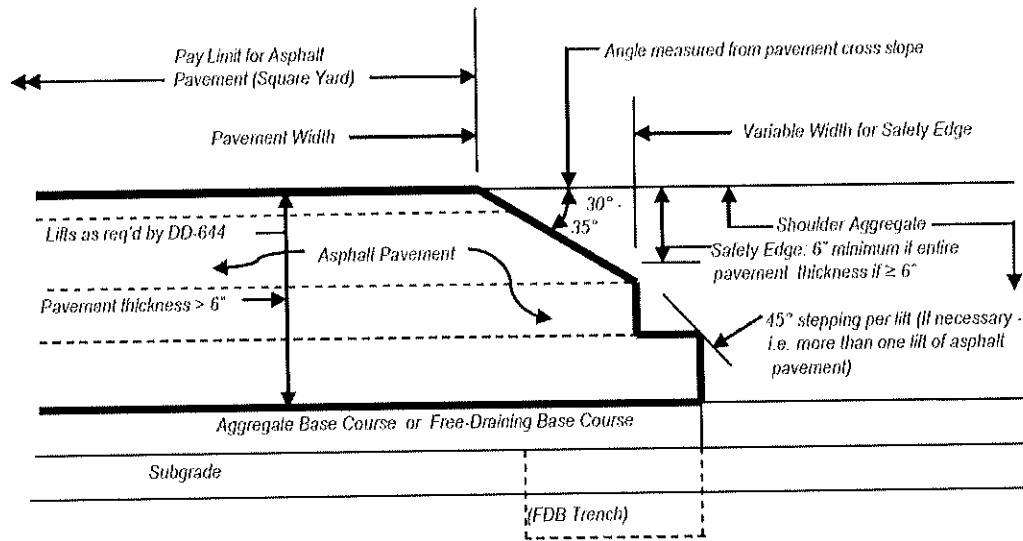 Pay Limit for Asphalt
Pavement (Square Yard)
Angle measured from pavement cross slope
Pavement Width
Variable Width for Safety Edge
30° -
35°
Lifts as req'd by DD-644
Shoulder Aggregate
Safety Edge: 6" minimum if entire
pavement thickness if ≥ 6"
Asphalt Pavement
Pavement thickness > 6"
45° stepping per lift (If necessary -
i.e. more than one lift of asphalt
pavement)
Aggregate Base Course or Free-Draining Base Course
Subgrade
(FDB Trench)